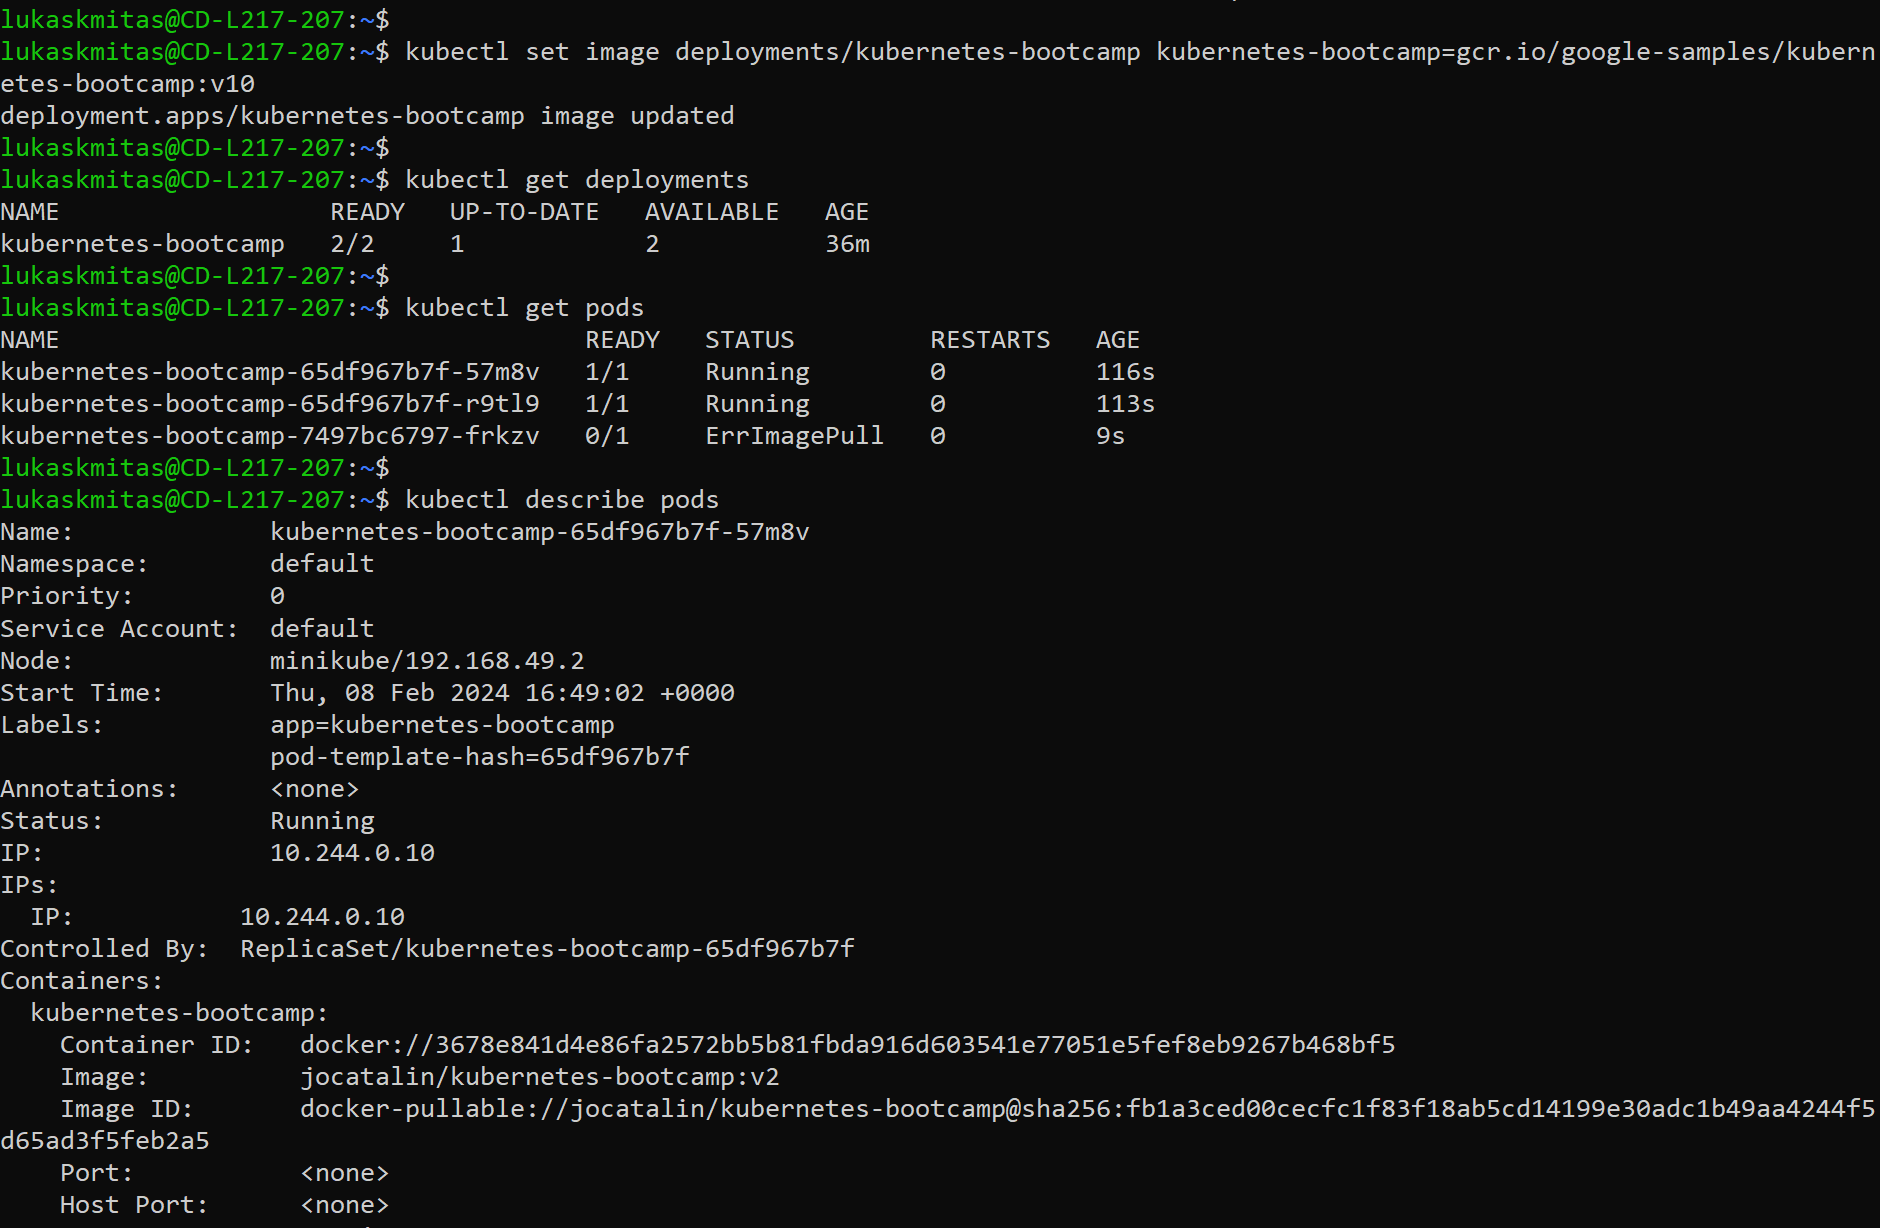 lukaskmitas@CD-L217-207:~$
lukaskmitas@CD-L217-207:~$ kubectl set image deployments/kubernetes-bootcamp kubernetes-bootcamp=gcr.io/google-samples/kubern
etes-bootcamp:v10
deployment.apps/kubernetes-bootcamp image updated
lukaskmitas@CD-L217-207:~$
lukaskmitas@CD-L217-207:~$ kubectl get deployments
NAME                  READY   UP-TO-DATE   AVAILABLE   AGE
kubernetes-bootcamp   2/2     1            2           36m
lukaskmitas@CD-L217-207:~$
lukaskmitas@CD-L217-207:~$ kubectl get pods
NAME                                   READY   STATUS         RESTARTS   AGE
kubernetes-bootcamp-65df967b7f-57m8v   1/1     Running        0          116s
kubernetes-bootcamp-65df967b7f-r9tl9   1/1     Running        0          113s
kubernetes-bootcamp-7497bc6797-frkzv   0/1     ErrImagePull   0          9s
lukaskmitas@CD-L217-207:~$
lukaskmitas@CD-L217-207:~$ kubectl describe pods
Name:             kubernetes-bootcamp-65df967b7f-57m8v
Namespace:        default
Priority:         0
Service Account:  default
Node:             minikube/192.168.49.2
Start Time:       Thu, 08 Feb 2024 16:49:02 +0000
Labels:           app=kubernetes-bootcamp
                  pod-template-hash=65df967b7f
Annotations:      <none>
Status:           Running
IP:               10.244.0.10
IPs:
  IP:           10.244.0.10
Controlled By:  ReplicaSet/kubernetes-bootcamp-65df967b7f
Containers:
  kubernetes-bootcamp:
    Container ID:   docker://3678e841d4e86fa2572bb5b81fbda916d603541e77051e5fef8eb9267b468bf5
    Image:          jocatalin/kubernetes-bootcamp:v2
    Image ID:       docker-pullable://jocatalin/kubernetes-bootcamp@sha256:fb1a3ced00cecfc1f83f18ab5cd14199e30adc1b49aa4244f5
d65ad3f5feb2a5
    Port:           <none>
    Host Port:      <none>